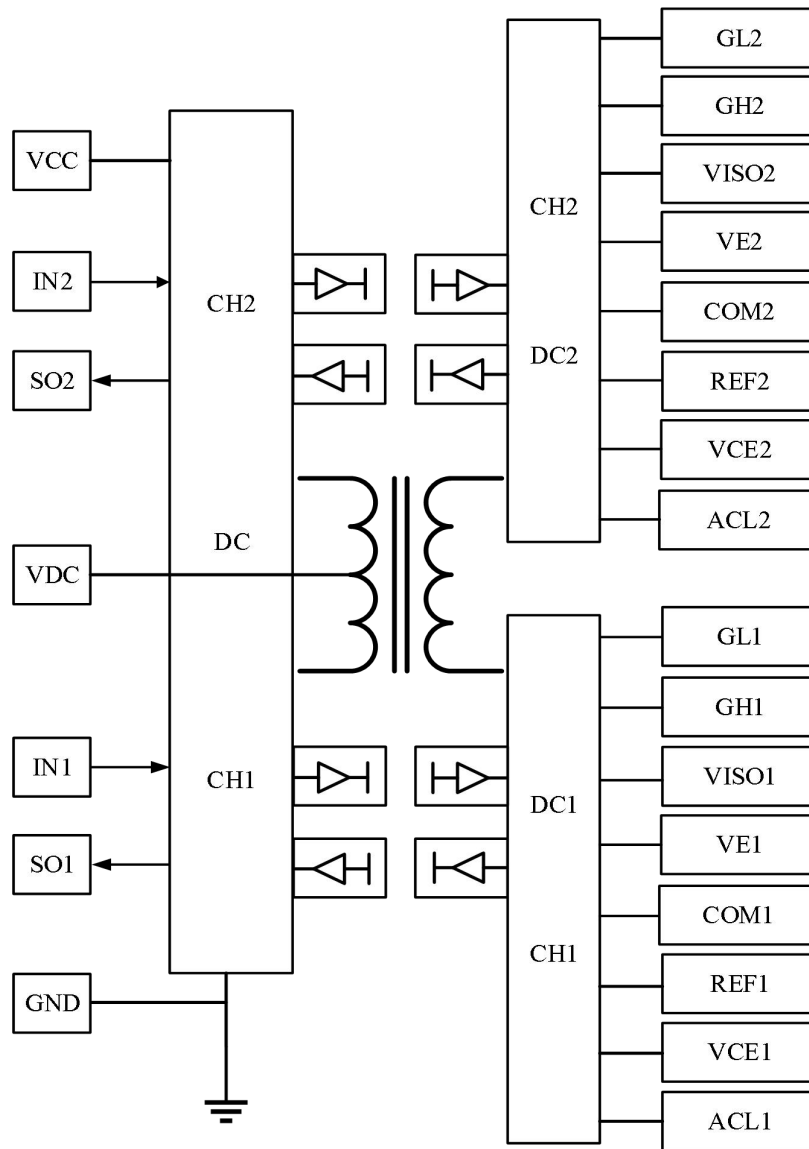 VCC
IN2
SO2
VDC
IN1
SO1
GND
CH2
DC
CH1
CH2
DC2
DC1
CH1
GL2
GH2
VISO2
VE2
COM2
REF2
VCE2
ACL2
GL1
GH1
VISO1
VE1
COM1
REF1
VCE1
ACL1